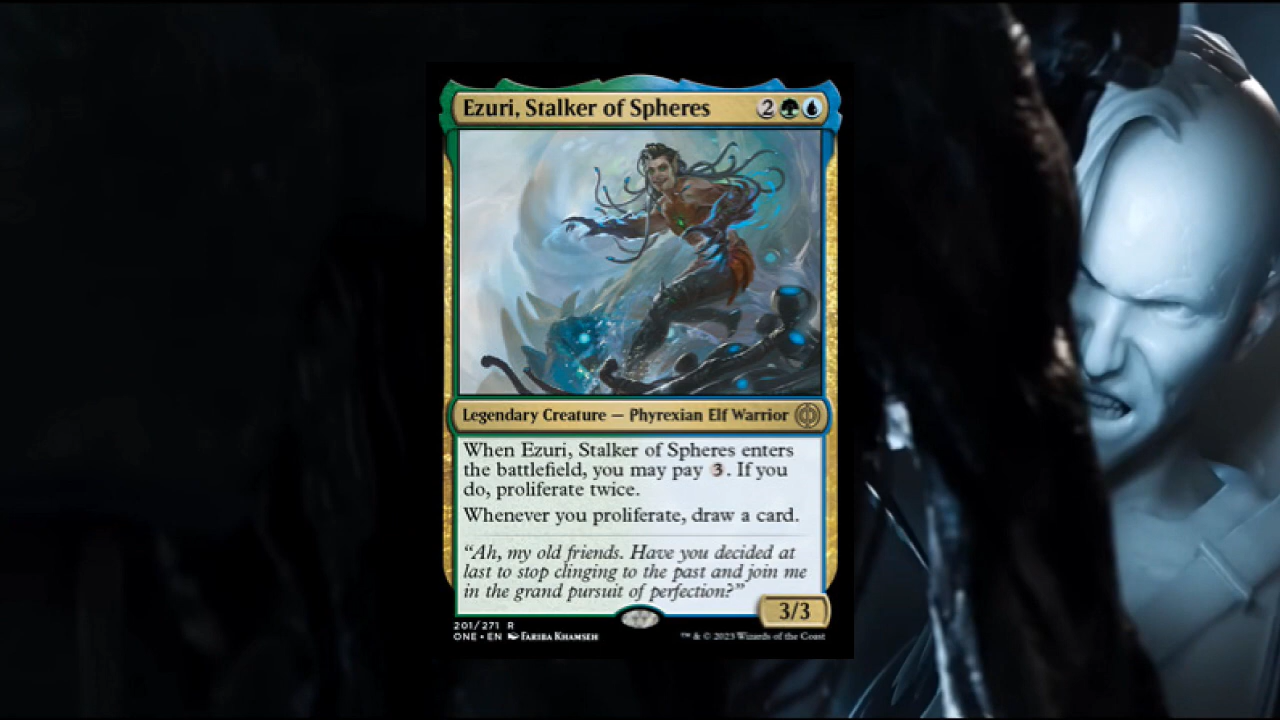 Ezuri, Stalker of Spheres 2
Legendary Creature — Phyrexian Elf Warrior
When Ezuri, Stalker of Spheres enters
the battlefield, you may pay 3. If you
do, proliferate twice.
Whenever you proliferate, draw a card.
“Ah, my old friends. Have you decided at
last to stop clinging to the past and join me
in the grand pursuit of perfection?”
3/3
201/271 R
ONE • EN Fariba Khamseh
™ & © 2023 Wizards of the Coast